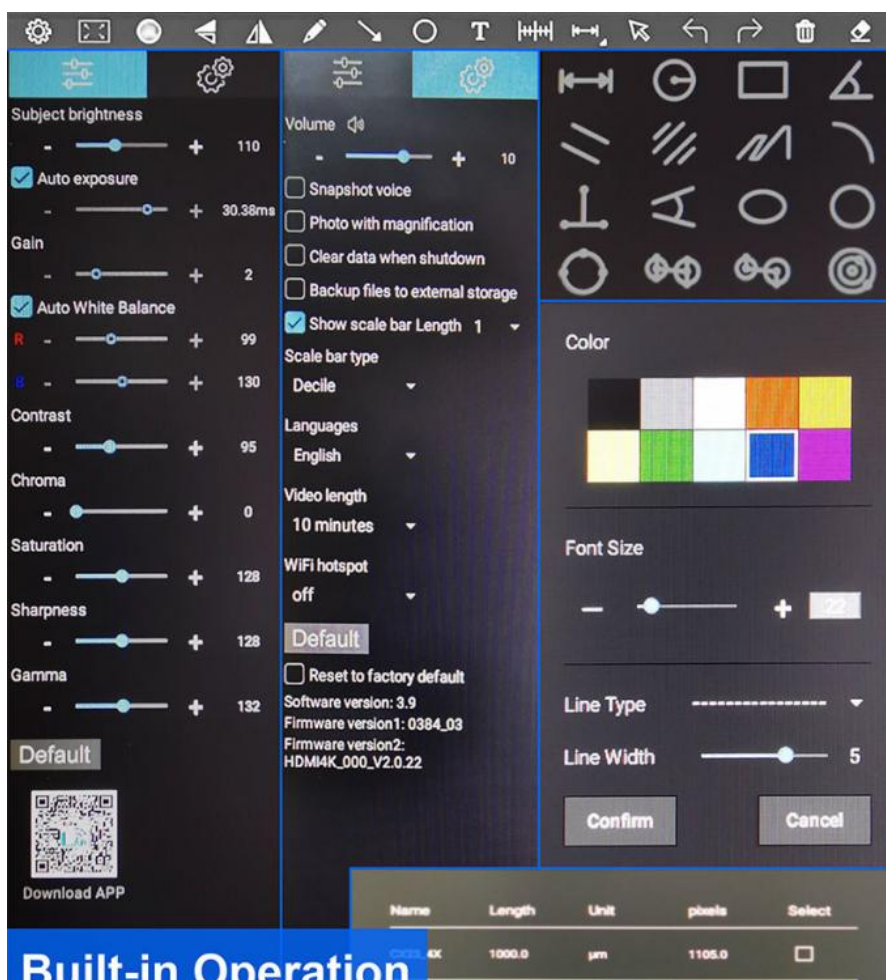 T
Subject brightness
- + 110
Auto exposure
- + 30.38ms
Gain
- + 2
Auto White Balance
R - + 99
B - + 130
Contrast
- + 95
Chroma
- + 0
Saturation
- + 128
Sharpness
- + 128
Gamma
- + 132
Default
Download APP
Volume
- + 10
Snapshot voice
Photo with magnification
Clear data when shutdown
Backup files to external storage
Show scale bar Length 1
Scale bar type
Decile
Languages
English
Video length
10 minutes
WiFi hotspot
off
Default
Reset to factory default
Software version: 3.9
Firmware version1: 0384_03
Firmware version2:
HDMI4K_000_V2.0.22
Color
Font Size
- + 22
Line Type
Line Width 5
Confirm Cancel
Name Length Unit pixels Select
4X 1000.0 μm 1105.0
Built-in Operation